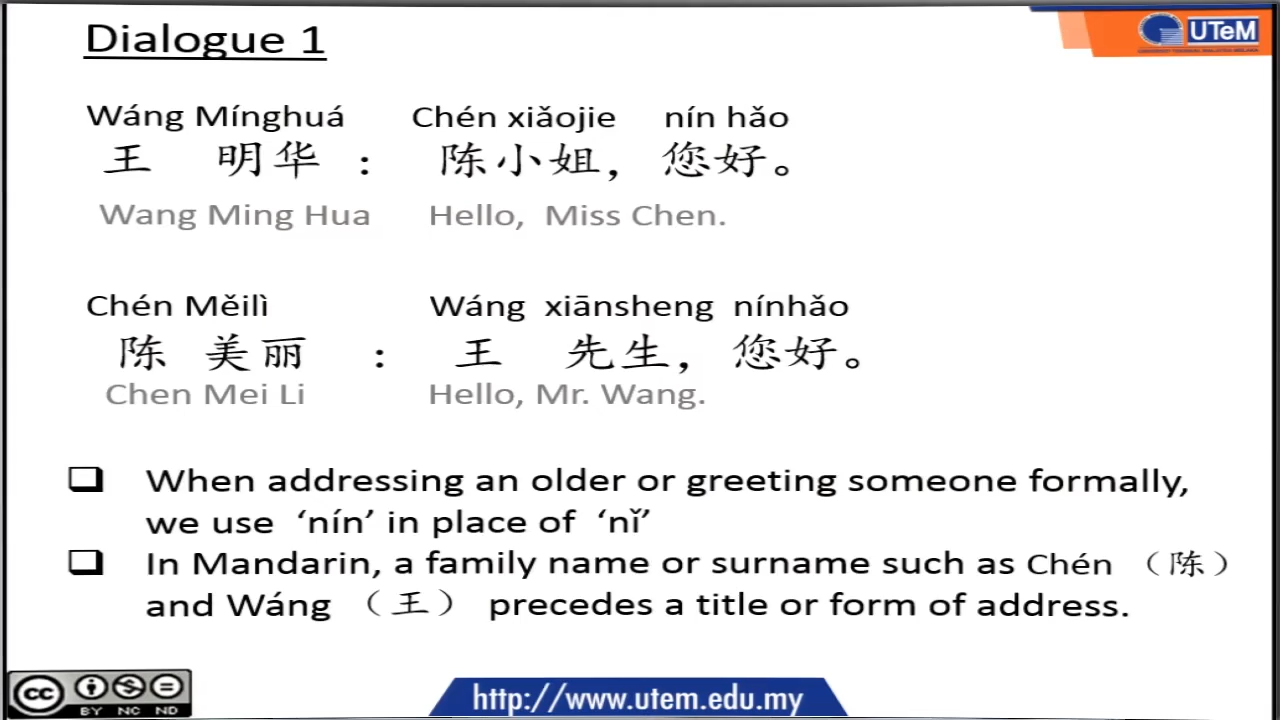 Dialogue 1
UTeM
Wáng Mínghuá Chén xiǎojie nín hǎo
王 明华 : 陈小姐, 您好。
Wang Ming Hua Hello, Miss Chen.
Chén Měilì Wáng xiānsheng nínhǎo
陈 美丽 : 王 先生, 您好。
Chen Mei Li Hello, Mr. Wang.
When addressing an older or greeting someone formally,
we use ‘nín’ in place of ‘nǐ’
In Mandarin, a family name or surname such as Chén （陈）
and Wáng （王） precedes a title or form of address.
cc BY NC ND
http://www.utem.edu.my